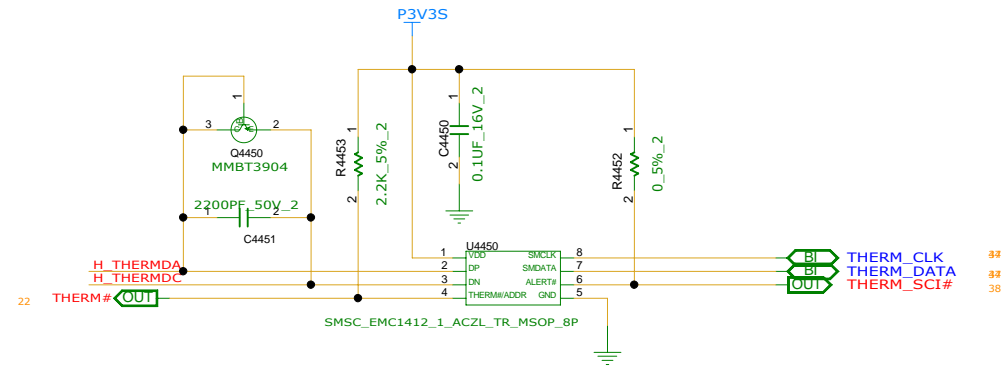 P3V3S
1
3
2
Q4450
MMBT3904
2200PF_50V_2
1
2
C4451
R4453
1
2
2.2K_5%_2
C4450
1
2
0.1UF_16V_2
R4452
1
2
0_5%_2
U4450
H_THERMDA
H_THERMDC
22 THERM# OUT
1 VDD SMCLK 8
2 DP SMDATA 7
3 DN ALERT# 6
4 THERM#/ADDR GND 5
SMSC_EMC1412_1_ACZL_TR_MSOP_8P
BI THERM_CLK
BI THERM_DATA
OUT THERM_SCI#
38